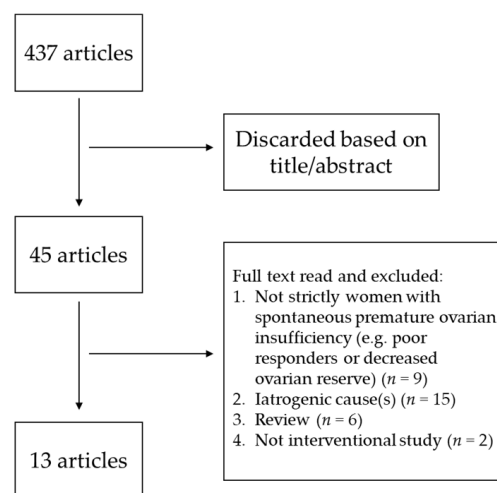 437 articles
Discarded based on
title/abstract
45 articles
Full text read and excluded:
1. Not strictly women with
spontaneous premature ovarian
insufficiency (e.g. poor
responders or decreased
ovarian reserve) (n = 9)
2. Iatrogenic cause(s) (n = 15)
3. Review (n = 6)
4. Not interventional study (n = 2)
13 articles